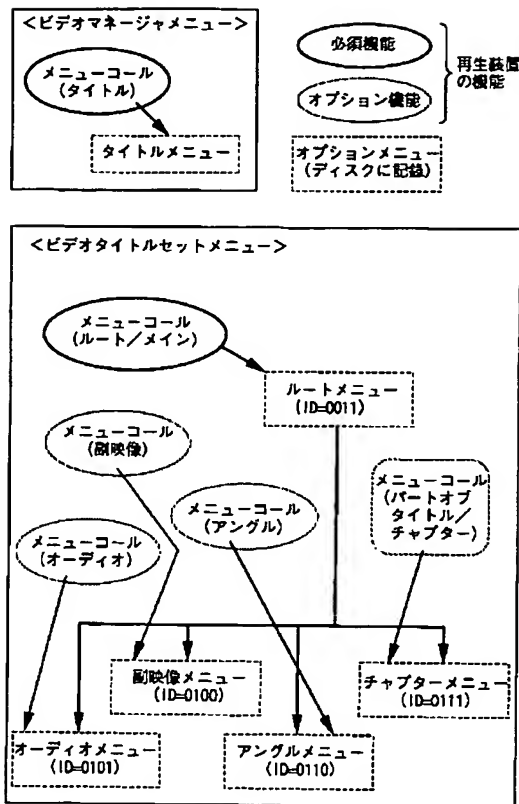 ＜ビデオマネージャメニュー＞
メニューコール
(タイトル)
タイトルメニュー
必須機能
オプション機能
再生装置
の機能
オプションメニュー
(ディスクに記録)
＜ビデオタイトルセットメニュー＞
メニューコール
(ルート／メイン)
ルートメニュー
(ID=0011)
メニューコール
(副映像)
メニューコール
(アングル)
メニューコール
(パートオブ
タイトル／
チャプター)
メニューコール
(オーディオ)
副映像メニュー
(ID=0100)
チャプターメニュー
(ID=0111)
オーディオメニュー
(ID=0101)
アングルメニュー
(ID=0110)